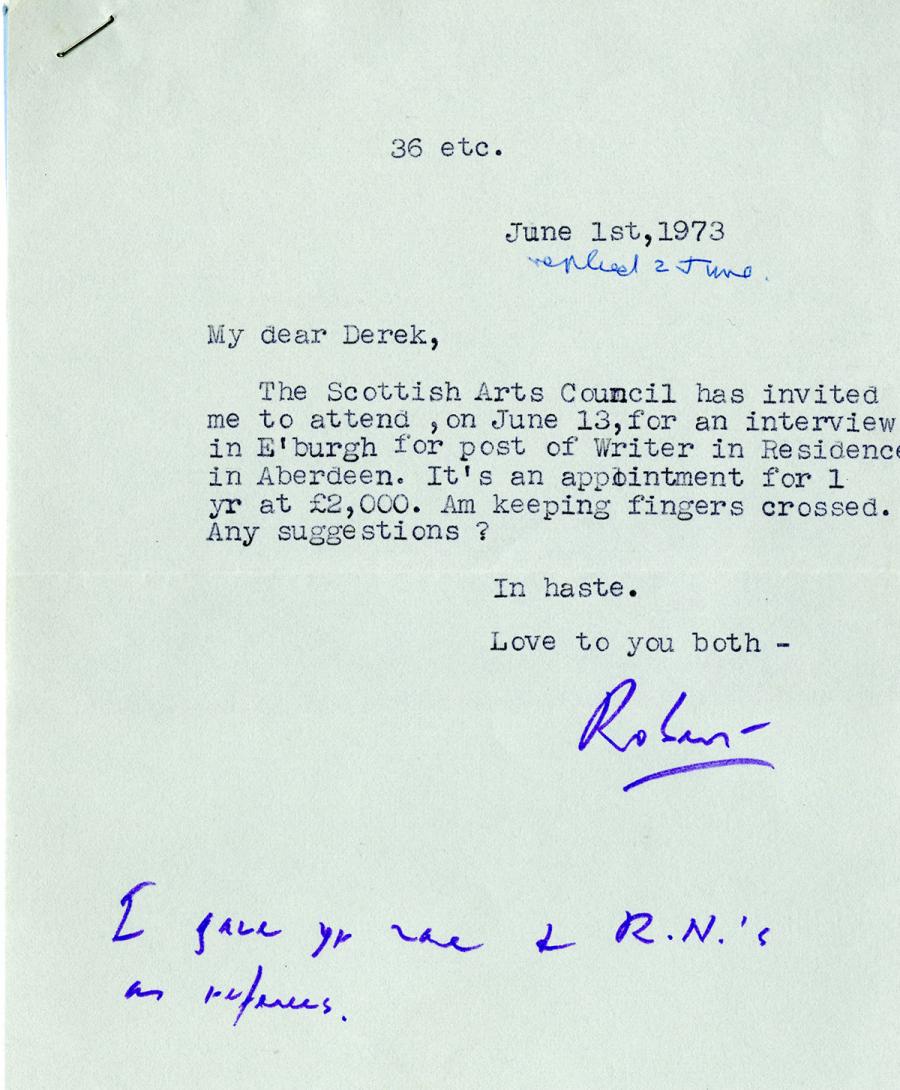 36 etc.
June 1st,1973
replied 2 June.
My dear Derek,
The Scottish Arts Council has invited
me to attend ,on June 13,for an interview
in E'burgh for post of Writer in Residence
in Aberdeen. It's an appointment for 1
yr at £2,000. Am keeping fingers crossed.
Any suggestions ?
In haste.
Love to you both -
Robert
I gave yr name & R.N.'s
as referees.